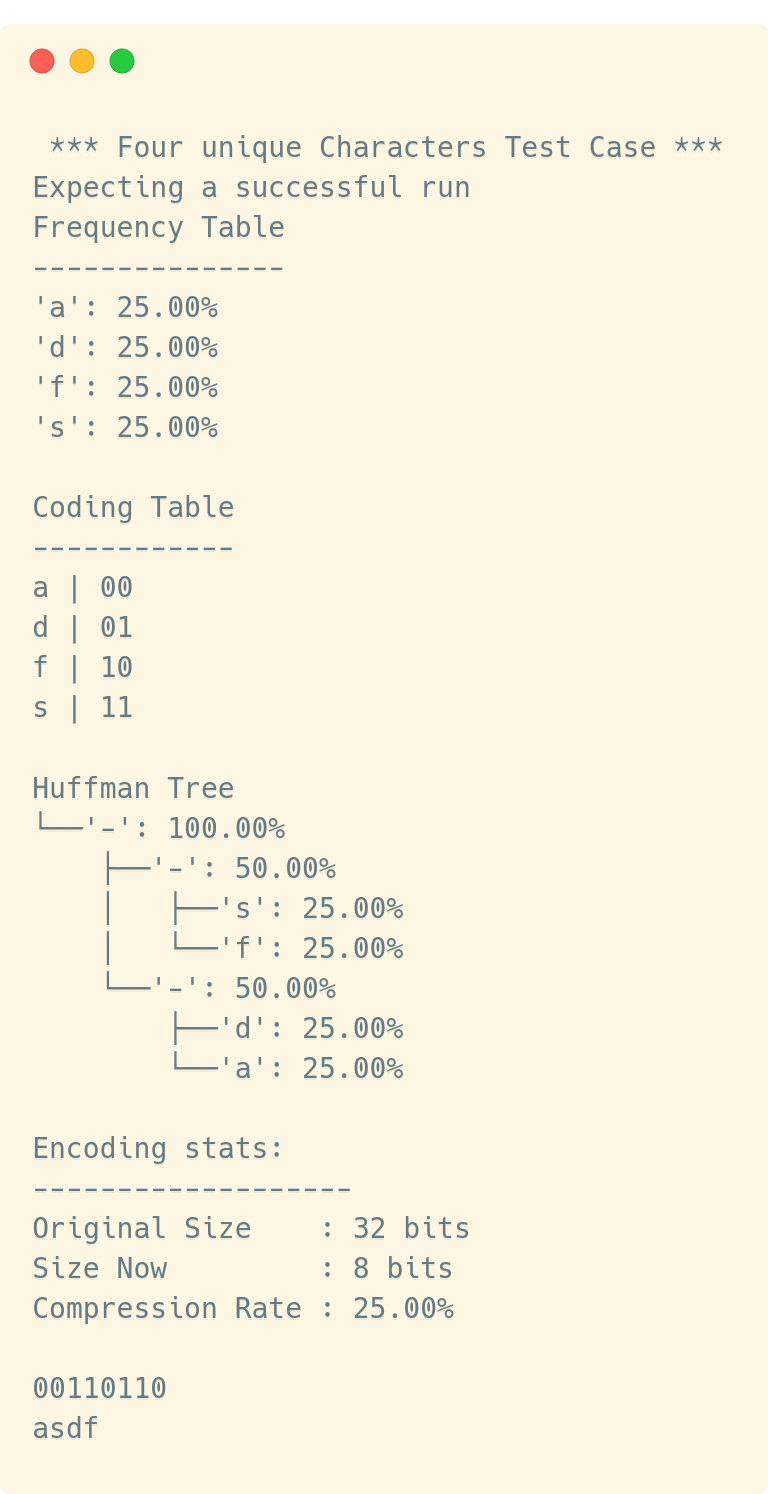 *** Four unique Characters Test Case ***
Expecting a successful run
Frequency Table
---------------
'a': 25.00%
'd': 25.00%
'f': 25.00%
's': 25.00%

Coding Table
------------
a | 00
d | 01
f | 10
s | 11

Huffman Tree
└──'-': 100.00%
    ├──'-': 50.00%
    │   ├──'s': 25.00%
    │   └──'f': 25.00%
    └──'-': 50.00%
        ├──'d': 25.00%
        └──'a': 25.00%

Encoding stats:
-------------------
Original Size    : 32 bits
Size Now         : 8 bits
Compression Rate : 25.00%

00110110
asdf